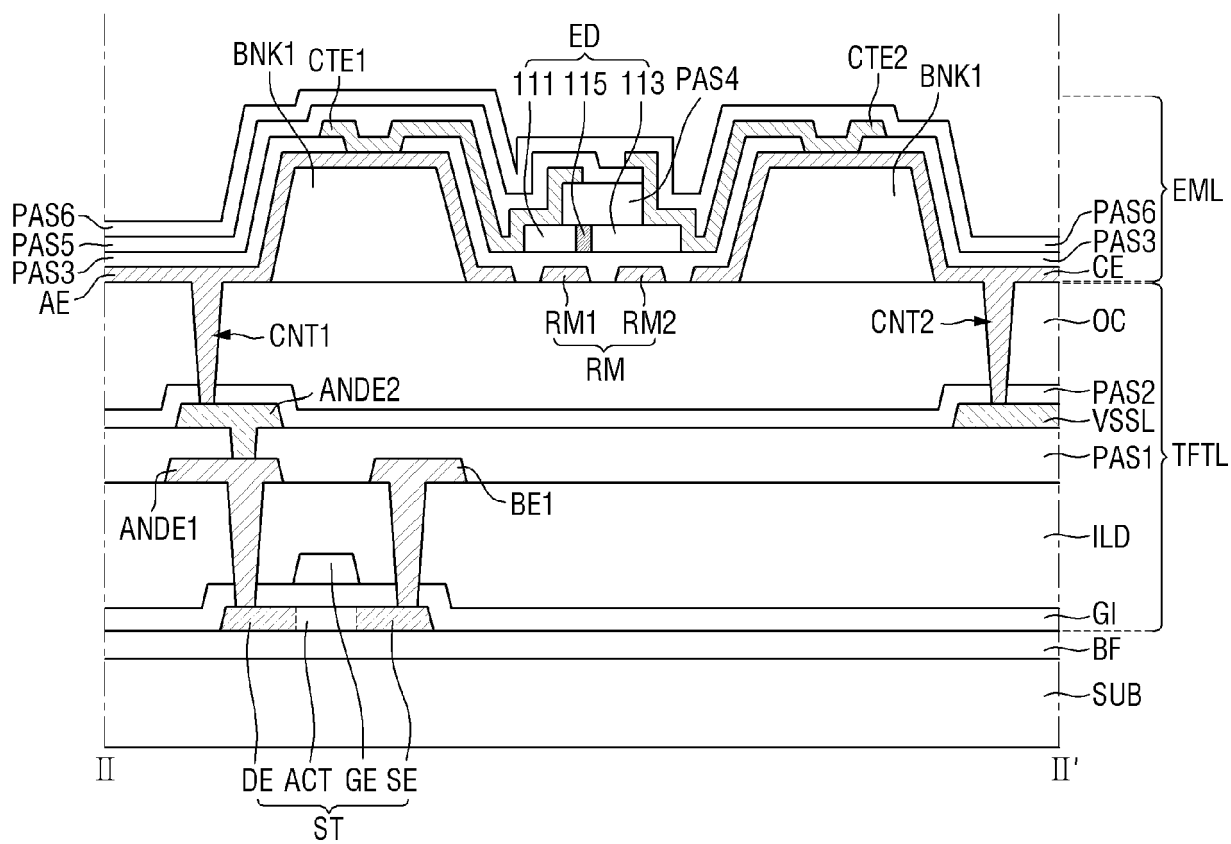 ED
BNK1 CTE1 111 115 113 PAS4 CTE2 BNK1
EML
PAS6 PAS6
PAS5 PAS3
PAS3 CE
AE
RM1 RM2
RM
CNT1 CNT2 OC
ANDE2 PAS2
VSSL
PAS1 TFTL
ANDE1 BE1
ILD
GI
BF
SUB
II II'
DE ACT GE SE
ST